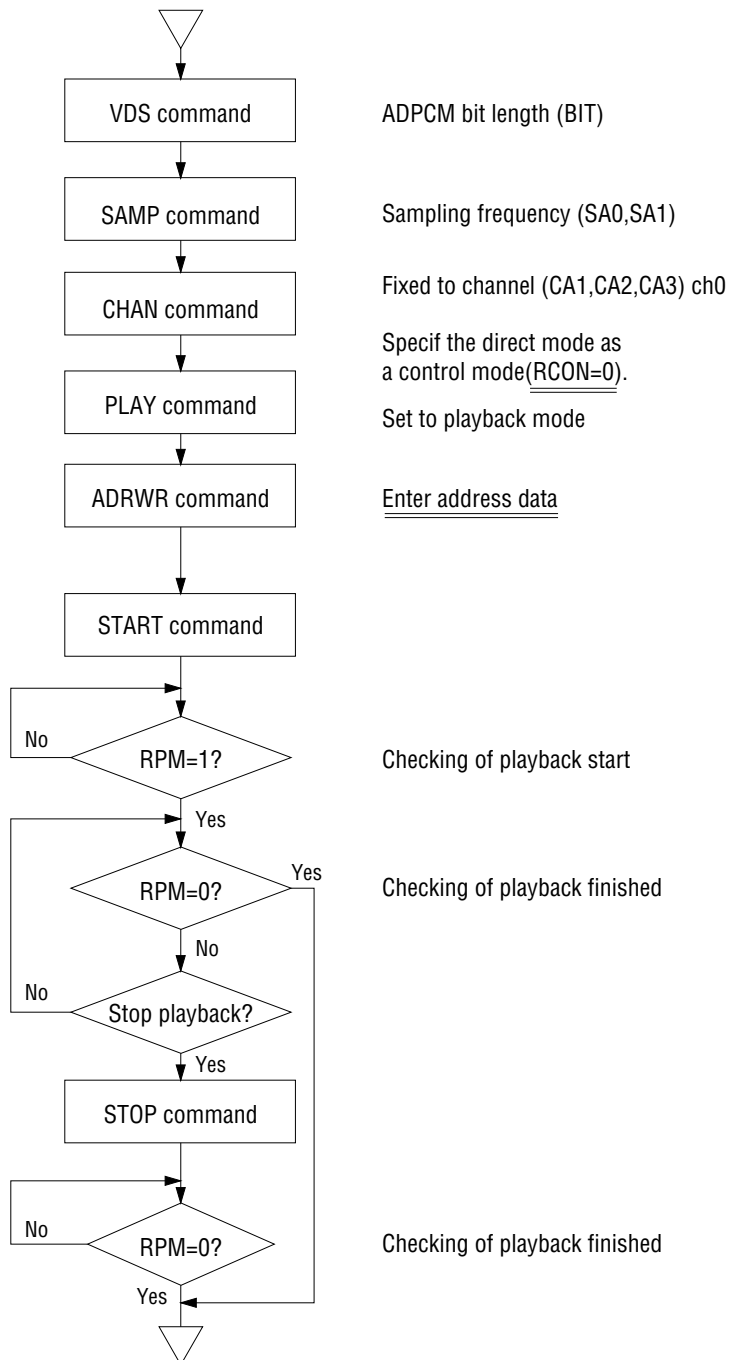 VDS command
ADPCM bit length (BIT)
SAMP command
Sampling frequency (SA0,SA1)
CHAN command
Fixed to channel (CA1,CA2,CA3) ch0
Specif the direct mode as
a control mode(RCON=0).
PLAY command
Set to playback mode
ADRWR command
Enter address data
START command
No
RPM=1?
Checking of playback start
Yes
RPM=0?
Yes
Checking of playback finished
No
No
Stop playback?
Yes
STOP command
No
RPM=0?
Checking of playback finished
Yes